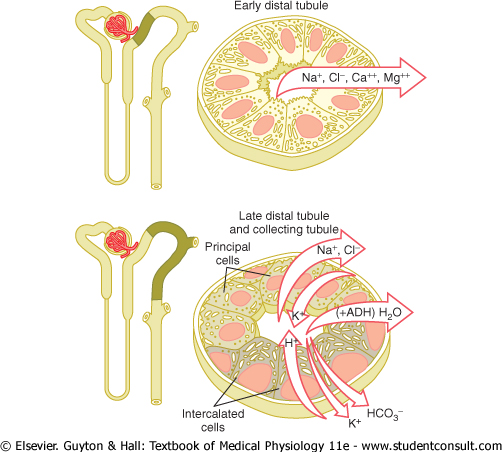 Early distal tubule
Na⁺, Cl⁻, Ca⁺⁺, Mg⁺⁺
Late distal tubule
and collecting tubule
Principal
cells
Na⁺, Cl⁻
K⁺
(+ADH) H₂O
H⁺
Intercalated
cells
K⁺
HCO₃⁻
© Elsevier. Guyton & Hall: Textbook of Medical Physiology 11e - www.studentconsult.com